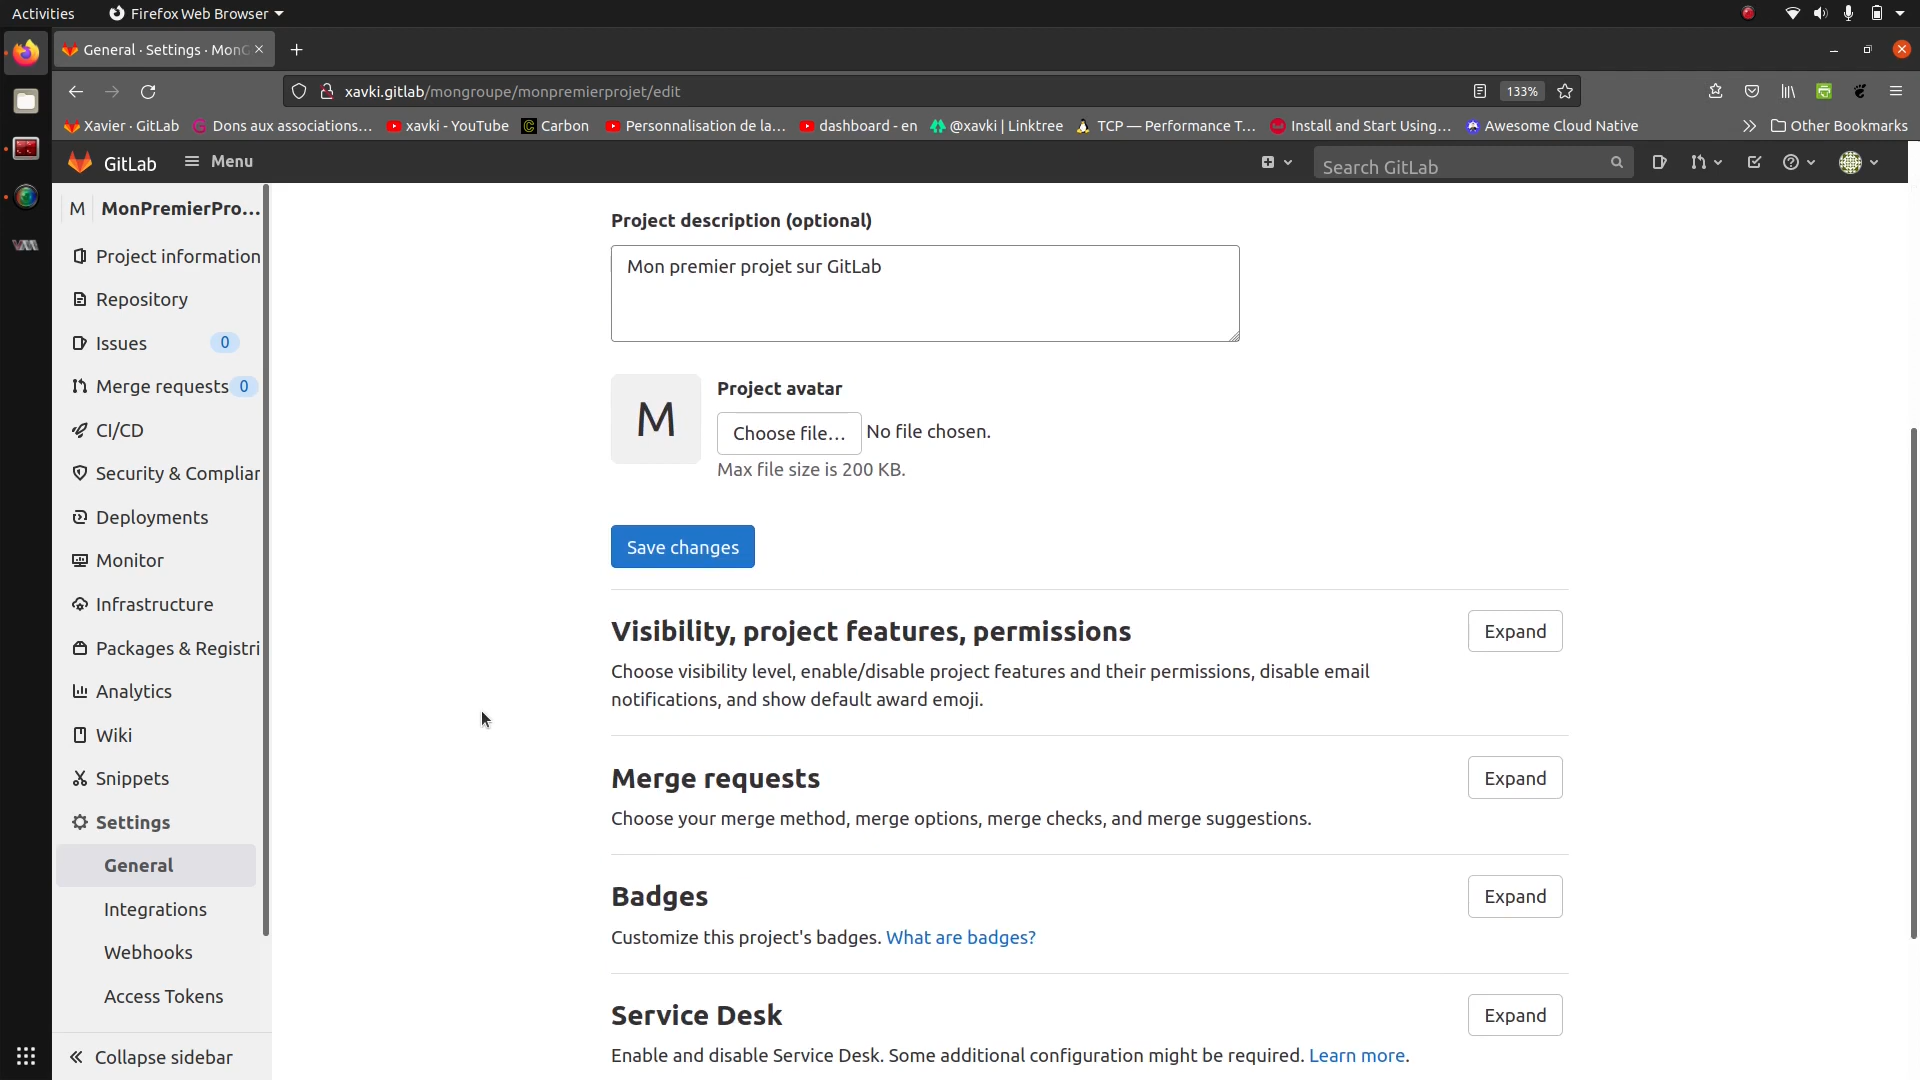 Activities
Firefox Web Browser
General · Settings · Mon
xavki.gitlab/mongroupe/monpremierprojet/edit
133%
Xavier · GitLab
Dons aux associations...
xavki - YouTube
Carbon
Personnalisation de la...
dashboard - en
@xavki | Linktree
TCP — Performance T...
Install and Start Using...
Awesome Cloud Native
Other Bookmarks
GitLab
Menu
Search GitLab
M
MonPremierPro...
Project information
Repository
Issues
0
Merge requests
0
CI/CD
Security & Complian
Deployments
Monitor
Infrastructure
Packages & Registri
Analytics
Wiki
Snippets
Settings
General
Integrations
Webhooks
Access Tokens
Collapse sidebar
Project description (optional)
Mon premier projet sur GitLab
M
Project avatar
Choose file...
No file chosen.
Max file size is 200 KB.
Save changes
Visibility, project features, permissions
Expand
Choose visibility level, enable/disable project features and their permissions, disable email
notifications, and show default award emoji.
Merge requests
Expand
Choose your merge method, merge options, merge checks, and merge suggestions.
Badges
Expand
Customize this project's badges. What are badges?
Service Desk
Expand
Enable and disable Service Desk. Some additional configuration might be required. Learn more.